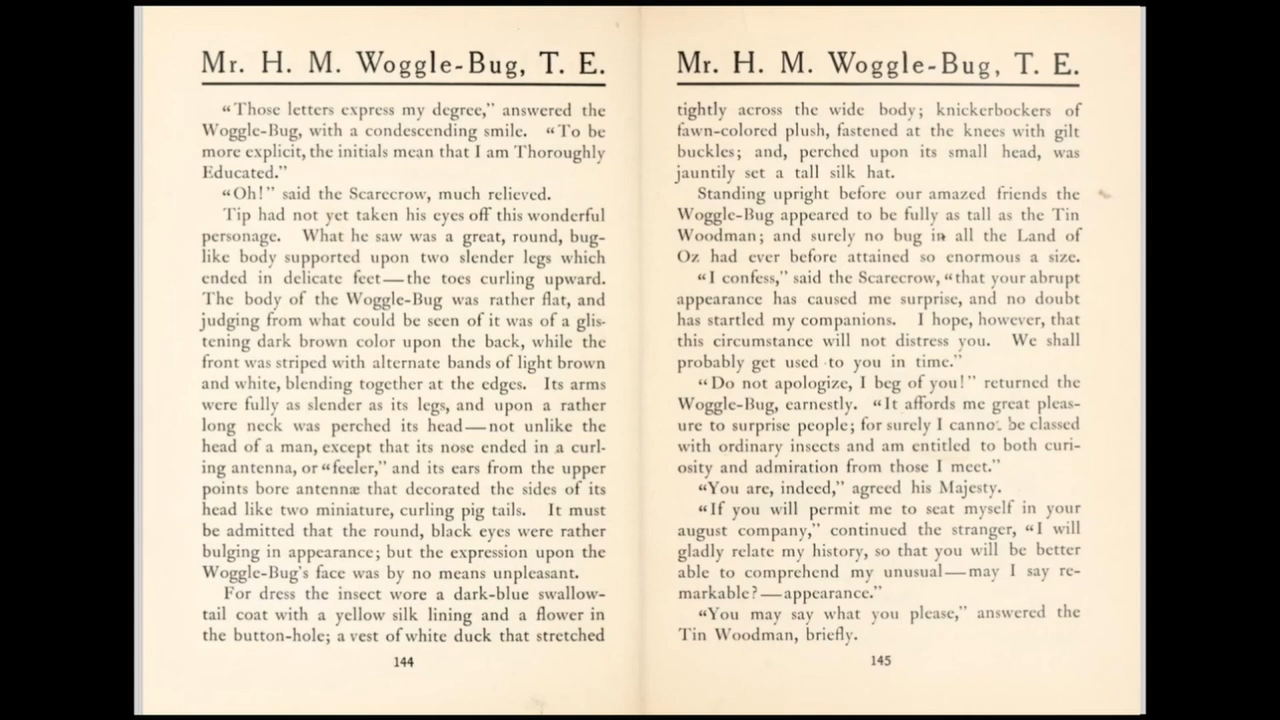 Mr. H. M. Woggle-Bug, T. E.
“Those letters express my degree,” answered the
Woggle-Bug, with a condescending smile. “To be
more explicit, the initials mean that I am Thoroughly
Educated.”
“Oh!” said the Scarecrow, much relieved.
Tip had not yet taken his eyes off this wonderful
personage. What he saw was a great, round, bug-
like body supported upon two slender legs which
ended in delicate feet—the toes curling upward.
The body of the Woggle-Bug was rather flat, and
judging from what could be seen of it was of a glis-
tening dark brown color upon the back, while the
front was striped with alternate bands of light brown
and white, blending together at the edges. Its arms
were fully as slender as its legs, and upon a rather
long neck was perched its head—not unlike the
head of a man, except that its nose ended in a curl-
ing antenna, or “feeler,” and its ears from the upper
points bore antennæ that decorated the sides of its
head like two miniature, curling pig tails. It must
be admitted that the round, black eyes were rather
bulging in appearance; but the expression upon the
Woggle-Bug's face was by no means unpleasant.
For dress the insect wore a dark-blue swallow-
tail coat with a yellow silk lining and a flower in
the button-hole; a vest of white duck that stretched
144
Mr. H. M. Woggle-Bug, T. E.
tightly across the wide body; knickerbockers of
fawn-colored plush, fastened at the knees with gilt
buckles; and, perched upon its small head, was
jauntily set a tall silk hat.
Standing upright before our amazed friends the
Woggle-Bug appeared to be fully as tall as the Tin
Woodman; and surely no bug in all the Land of
Oz had ever before attained so enormous a size.
“I confess,” said the Scarecrow, “that your abrupt
appearance has caused me surprise, and no doubt
has startled my companions. I hope, however, that
this circumstance will not distress you. We shall
probably get used to you in time.”
“Do not apologize, I beg of you!” returned the
Woggle-Bug, earnestly. “It affords me great pleas-
ure to surprise people; for surely I cannot be classed
with ordinary insects and am entitled to both curi-
osity and admiration from those I meet.”
“You are, indeed,” agreed his Majesty.
“If you will permit me to seat myself in your
august company,” continued the stranger, “I will
gladly relate my history, so that you will be better
able to comprehend my unusual—may I say re-
markable?—appearance.”
“You may say what you please,” answered the
Tin Woodman, briefly.
145